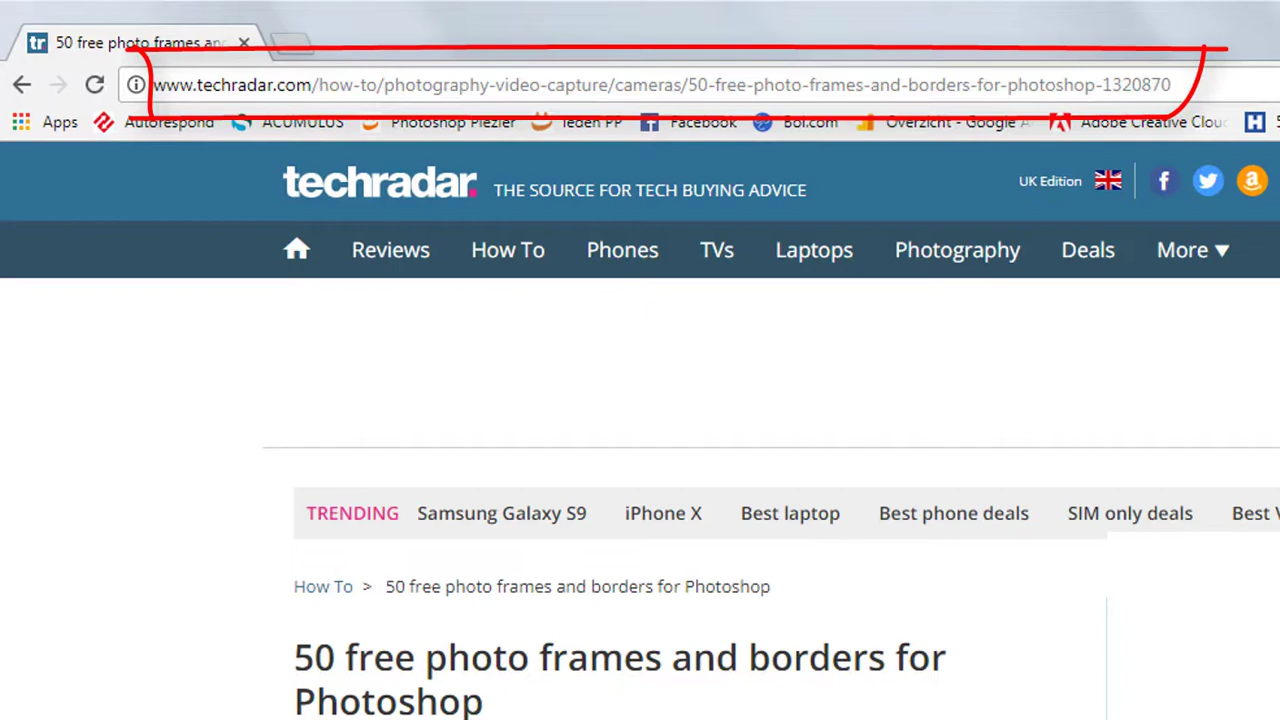 50 free photo frames an
www.techradar.com/how-to/photography-video-capture/cameras/50-free-photo-frames-and-borders-for-photoshop-1320870
Apps Autorespond ACUMULUS Photoshop Plezier Ieden PP Facebook Bol.com Overzicht - Google A Adobe Creative Clou H 5
techradar. THE SOURCE FOR TECH BUYING ADVICE UK Edition
Reviews How To Phones TVs Laptops Photography Deals More ▼
TRENDING Samsung Galaxy S9 iPhone X Best laptop Best phone deals SIM only deals Best V
How To > 50 free photo frames and borders for Photoshop
50 free photo frames and borders for
Photoshop